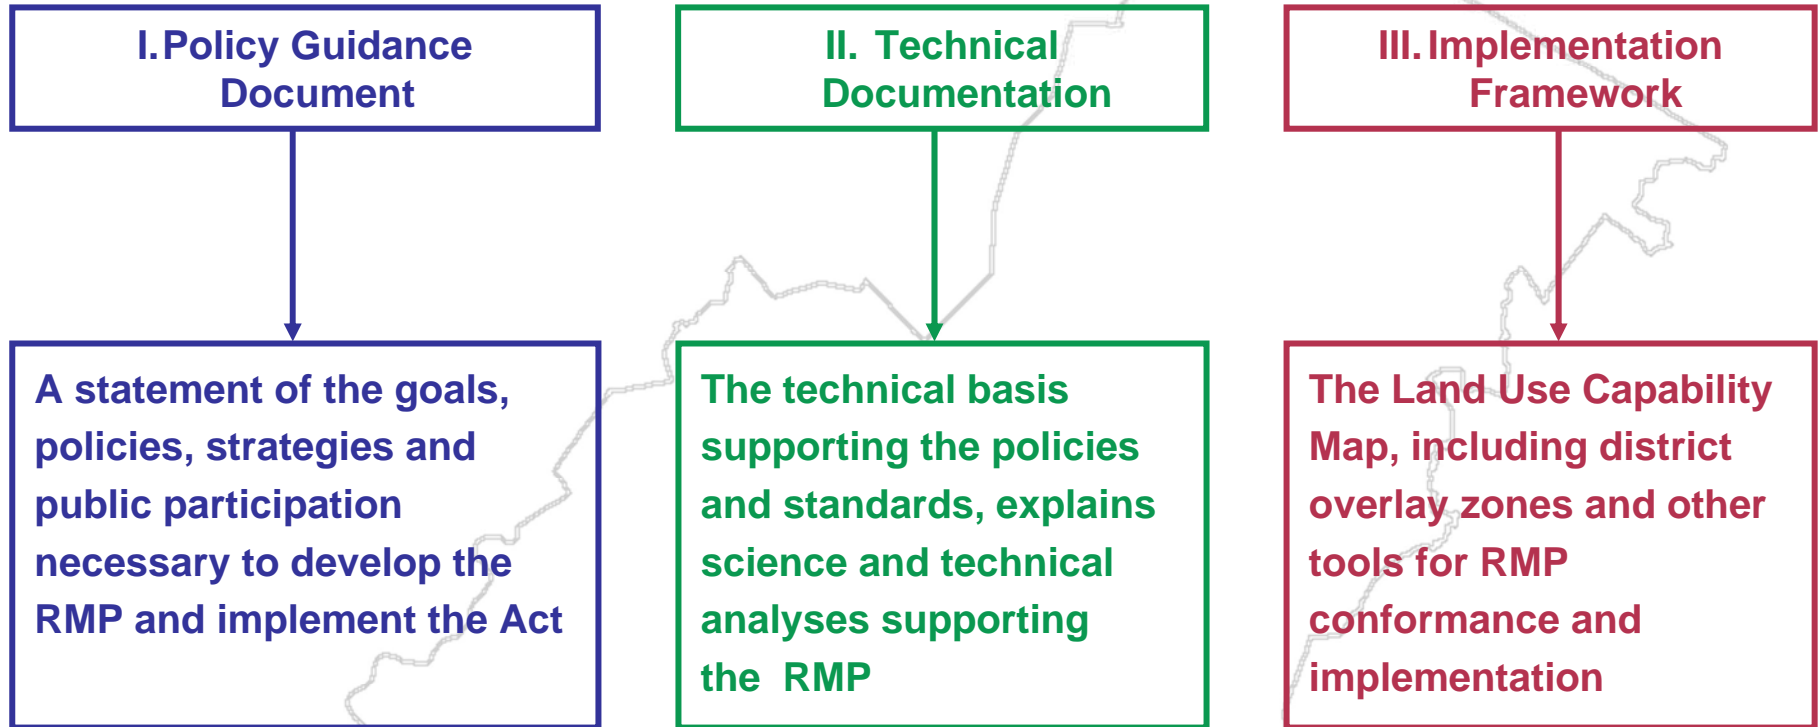 I. Policy Guidance
Document
II. Technical
Documentation
III. Implementation
Framework
A statement of the goals,
policies, strategies and
public participation
necessary to develop the
RMP and implement the Act
The technical basis
supporting the policies
and standards, explains
science and technical
analyses supporting
the RMP
The Land Use Capability
Map, including district
overlay zones and other
tools for RMP
conformance and
implementation